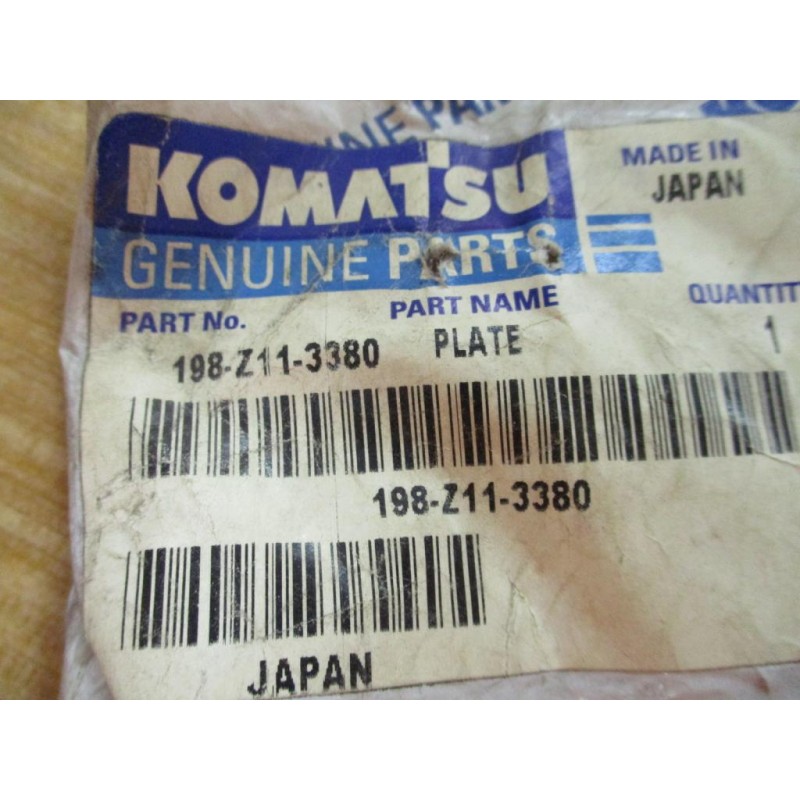 KOMATSU
GENUINE PARTS
MADE IN
JAPAN
PART No.
PART NAME
198-Z11-3380
PLATE
1
198-Z11-3380
JAPAN